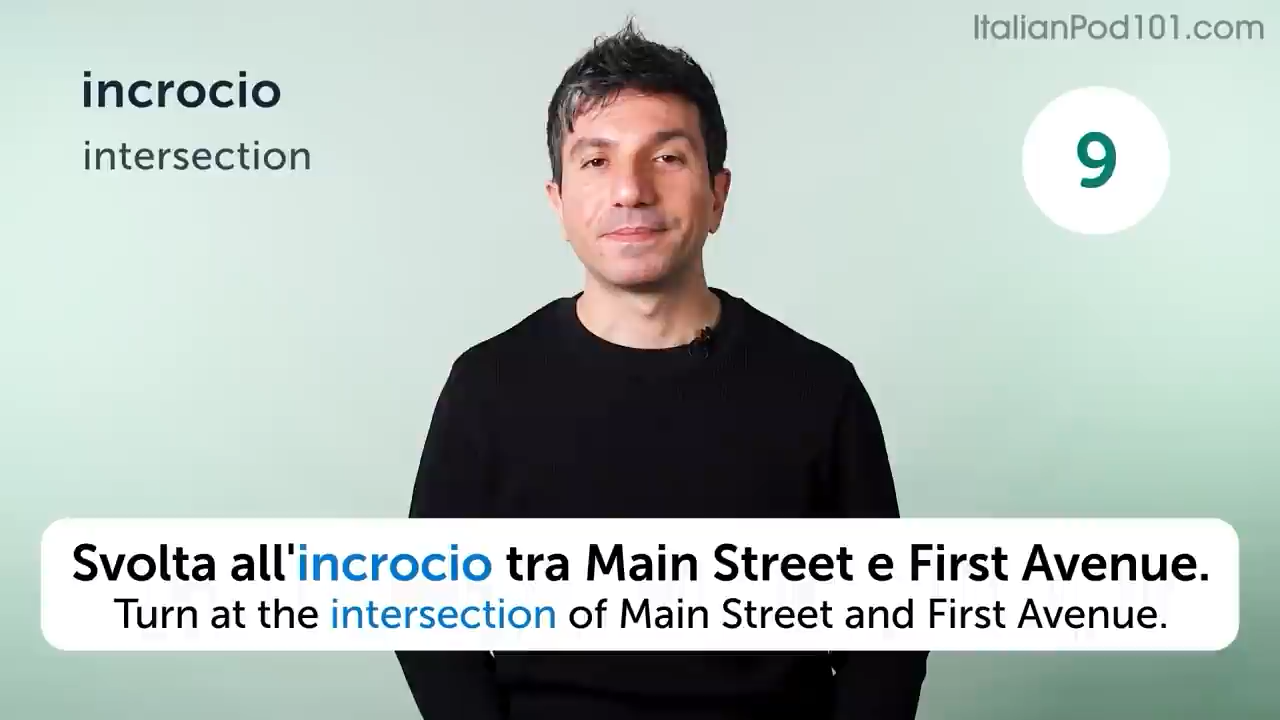 ItalianPod101.com
incrocio
intersection
9
Svolta all'incrocio tra Main Street e First Avenue.
Turn at the intersection of Main Street and First Avenue.